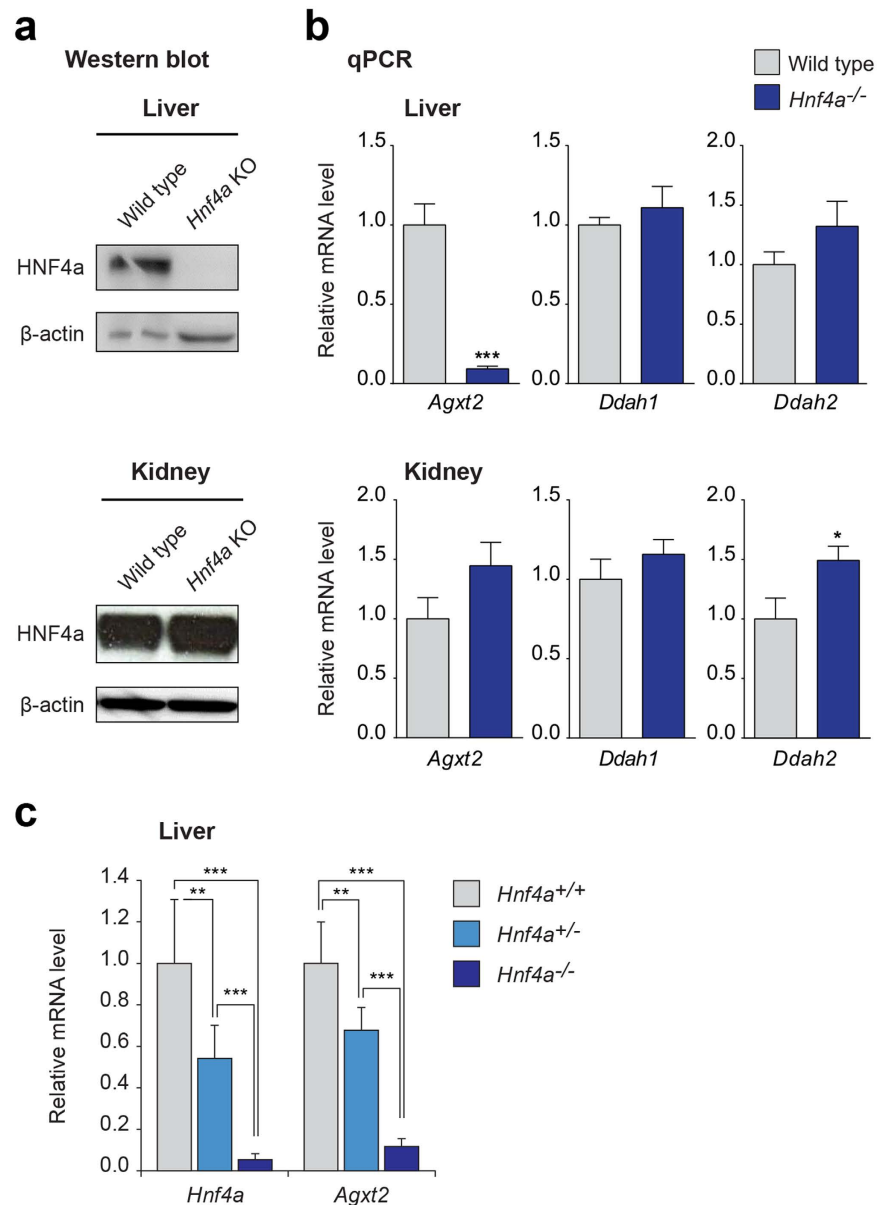 a
Western blot
Liver
Wild type
Hnf4a KO
HNF4a
β-actin
Kidney
Wild type
Hnf4a KO
HNF4a
β-actin
b
qPCR
Wild type
Hnf4a-/-
Liver
Relative mRNA level
1.5
1.0
0.5
0.0
***
Agxt2
1.5
1.0
0.5
0.0
Ddah1
2.0
1.5
1.0
0.5
0.0
Ddah2
Kidney
Relative mRNA level
2.0
1.5
1.0
0.5
0.0
Agxt2
1.5
1.0
0.5
0.0
Ddah1
2.0
1.5
1.0
0.5
0.0
*
Ddah2
c
Liver
Relative mRNA level
1.4
1.2
1.0
0.8
0.6
0.4
0.2
0.0
***
**
***
Hnf4a
***
**
***
Agxt2
Hnf4a+/+
Hnf4a+/-
Hnf4a-/-